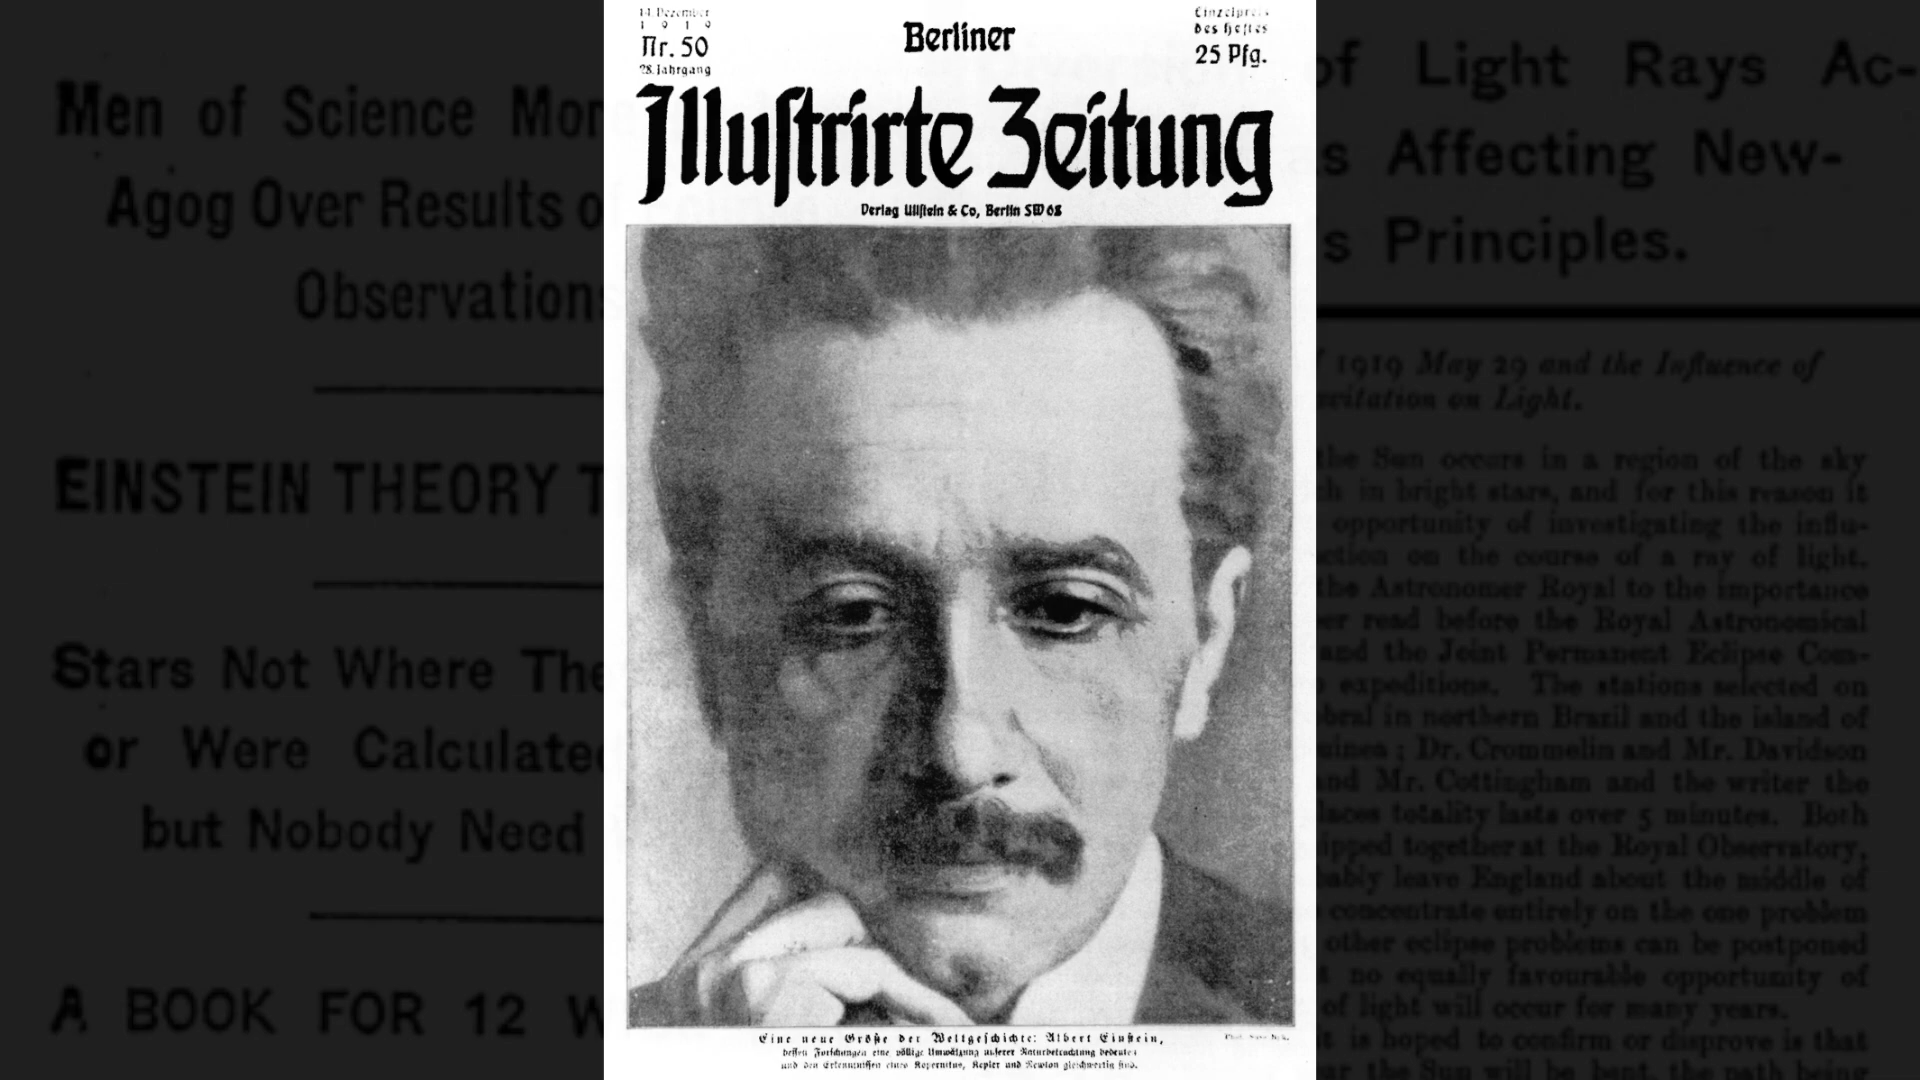 Men of Science Mor
Agog Over Results o
Observations
EINSTEIN THEORY T
Stars Not Where The
or Were Calculated
but Nobody Need
A BOOK FOR 12 W
14. Dezember
1919
Nr. 50
28. Jahrgang
Berliner
Einzelpreis
des Heftes
25 Pfg.
Illustrirte Zeitung
Verlag Ullstein & Co, Berlin SW 68
Eine neue Größe der Weltgeschichte: Albert Einstein,
dessen Forschungen eine völlige Umwälzung unserer Naturbetrachtung bedeuten
und den Erkenntnissen eines Kopernikus, Kepler und Newton gleichwertig sind.
of Light Rays Ac-
s Affecting New-
s Principles.
1919 May 29 and the Influence of
vitation on Light.
the Sun occurs in a region of the sky
ch in bright stars, and for this reason it
opportunity of investigating the influ-
ction on the course of a ray of light.
the Astronomer Royal to the importance
er read before the Royal Astronomical
and the Joint Permanent Eclipse Com-
expeditions. The stations selected on
obral in northern Brazil and the island of
uinea; Dr. Crommelin and Mr. Davidson
and Mr. Cottingham and the writer the
laces totality lasts over 5 minutes. Both
ipped together at the Royal Observatory,
bably leave England about the middle of
concentrate entirely on the one problem
other eclipse problems can be postponed
no equally favourable opportunity of
of light will occur for many years.
it is hoped to confirm or disprove is that
ar the Sun will be bent, the path being